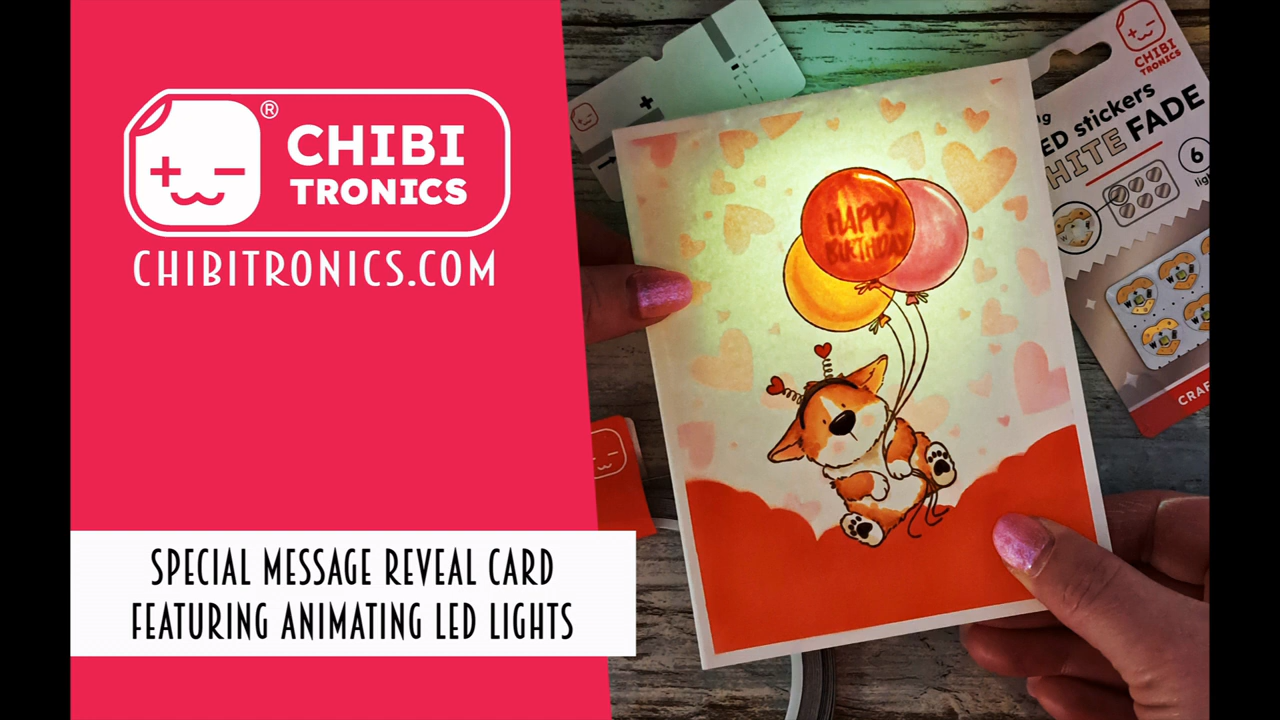 CHIBI
TRONICS
®
CHIBITRONICS.COM
SPECIAL MESSAGE REVEAL CARD
FEATURING ANIMATING LED LIGHTS
HAPPY
BIRTHDAY
CHIBI
TRONICS
ED stickers
HITE FADE
6
CRAF